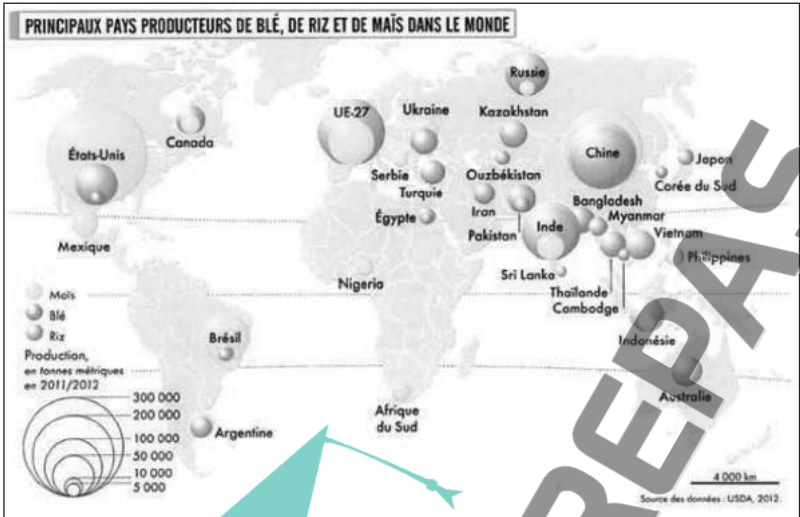 PRINCIPAUX PAYS PRODUCTEURS DE BLÉ, DE RIZ ET DE MAÏS DANS LE MONDE
Russie
Canada
UE-27
Ukraine
Kazakhstan
États-Unis
Chine
Japon
Serbie
Ouzbékistan
Corée du Sud
Turquie
Iran
Bangladesh
Égypte
Inde
Myanmar
Mexique
Pakistan
Vietnam
Nigeria
Sri Lanka
Philippines
Thaïlande
Cambodge
Maïs
Blé
Riz
Brésil
Indonésie
Production,
en tonnes métriques
en 2011/2012
Australie
300 000
200 000
100 000
50 000
10 000
5 000
Afrique
du Sud
Argentine
4 000 km
Source des données : USDA, 2012.
REPAS